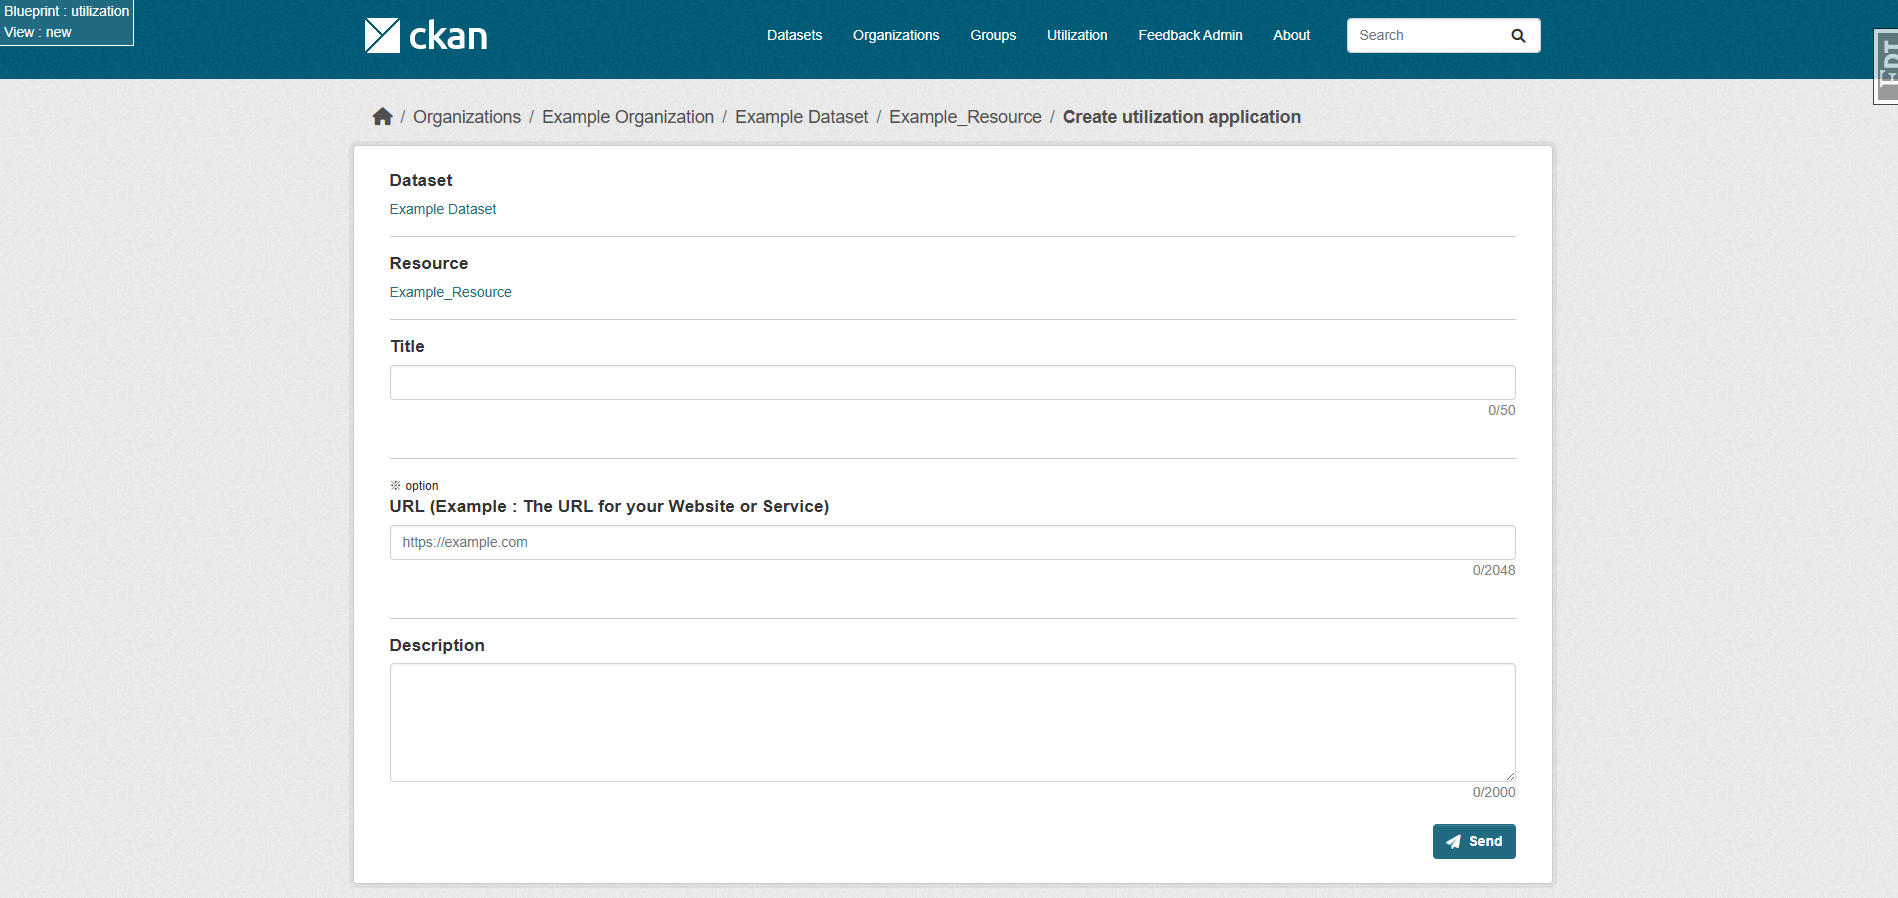 Blueprint : utilization
View : new
ckan
Datasets Organizations Groups Utilization Feedback Admin About Search
/ Organizations / Example Organization / Example Dataset / Example_Resource / Create utilization application
Dataset
Example Dataset
Resource
Example_Resource
Title
0/50
※ option
URL (Example : The URL for your Website or Service)
https://example.com
0/2048
Description
0/2000
Send